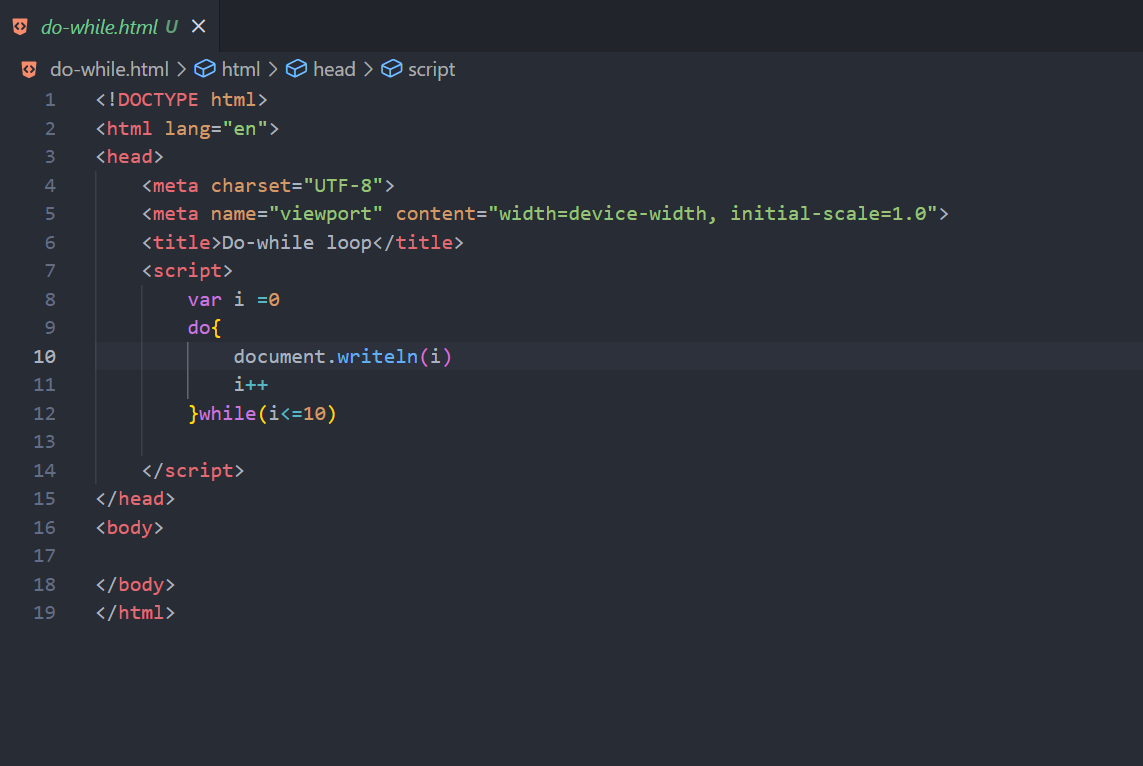 do-while.html U
do-while.html > html > head > script
1 <!DOCTYPE html>
2 <html lang="en">
3 <head>
4     <meta charset="UTF-8">
5     <meta name="viewport" content="width=device-width, initial-scale=1.0">
6     <title>Do-while loop</title>
7     <script>
8         var i =0
9         do{
10             document.writeln(i)
11             i++
12         }while(i<=10)
13
14     </script>
15 </head>
16 <body>
17
18 </body>
19 </html>